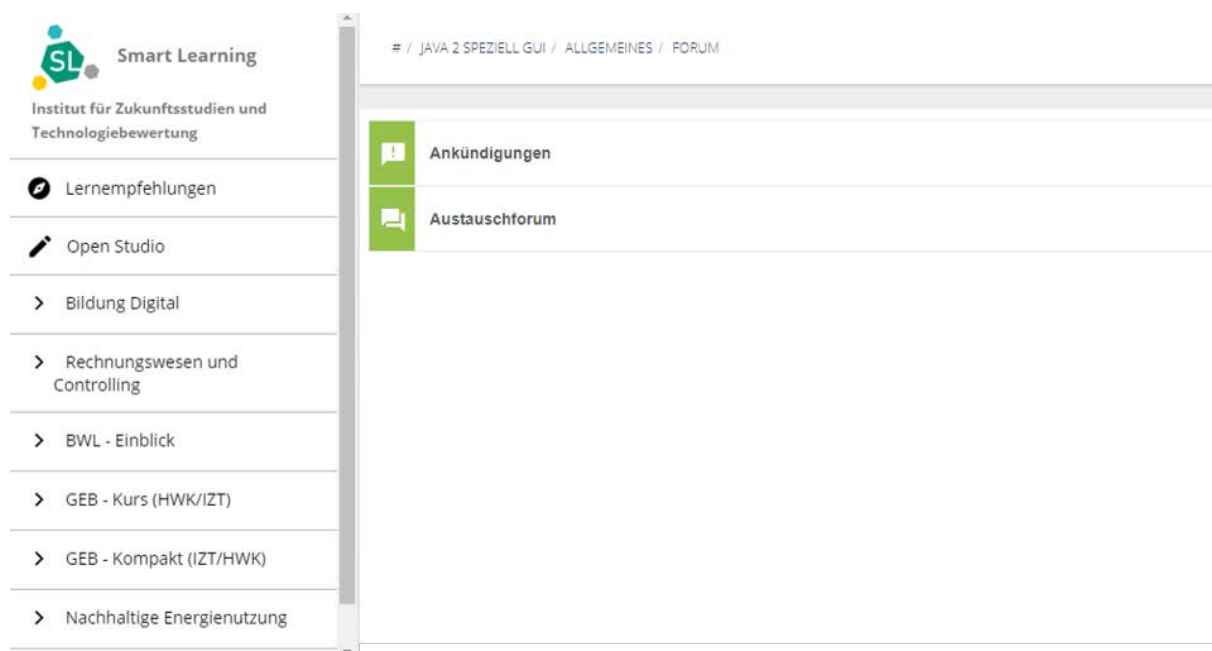 SL
Smart Learning
Institut für Zukunftsstudien und
Technologiebewertung
Lernempfehlungen
Open Studio
Bildung Digital
Rechnungswesen und
Controlling
BWL - Einblick
GEB - Kurs (HWK/IZT)
GEB - Kompakt (IZT/HWK)
Nachhaltige Energienutzung
# / JAVA 2 SPEZIELL GUI / ALLGEMEINES / FORUM
Ankündigungen
Austauschforum